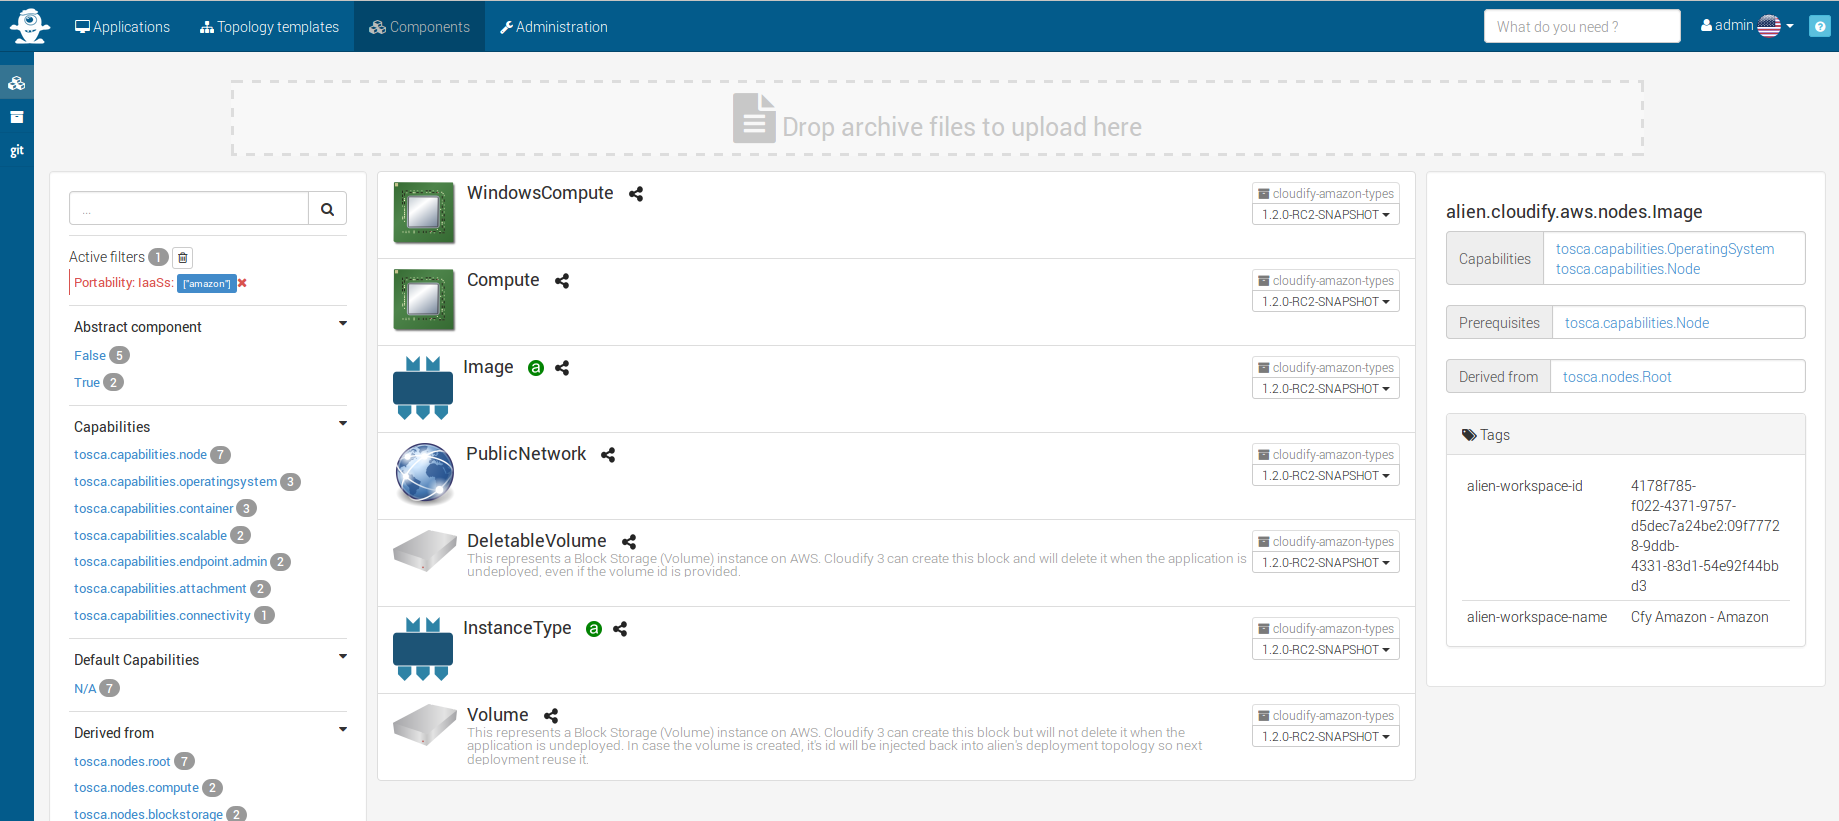 Applications
Topology templates
Components
Administration
What do you need ?
admin
git
Drop archive files to upload here
...
Active filters 1
Portability: IaaSs: ["amazon"]
Abstract component
False 5
True 2
Capabilities
tosca.capabilities.node 7
tosca.capabilities.operatingsystem 3
tosca.capabilities.container 3
tosca.capabilities.scalable 2
tosca.capabilities.endpoint.admin 2
tosca.capabilities.attachment 2
tosca.capabilities.connectivity 1
Default Capabilities
N/A 7
Derived from
tosca.nodes.root 7
tosca.nodes.compute 2
tosca.nodes.blockstorage 2
WindowsCompute
cloudify-amazon-types
1.2.0-RC2-SNAPSHOT
Compute
cloudify-amazon-types
1.2.0-RC2-SNAPSHOT
Image a
cloudify-amazon-types
1.2.0-RC2-SNAPSHOT
PublicNetwork
cloudify-amazon-types
1.2.0-RC2-SNAPSHOT
DeletableVolume
This represents a Block Storage (Volume) instance on AWS. Cloudify 3 can create this block and will delete it when the application is
undeployed, even if the volume id is provided.
cloudify-amazon-types
1.2.0-RC2-SNAPSHOT
InstanceType a
cloudify-amazon-types
1.2.0-RC2-SNAPSHOT
Volume
This represents a Block Storage (Volume) instance on AWS. Cloudify 3 can create this block but will not delete it when the
application is undeployed. In case the volume is created, it's id will be injected back into alien's deployment topology so next
deployment reuse it.
cloudify-amazon-types
1.2.0-RC2-SNAPSHOT
alien.cloudify.aws.nodes.Image
Capabilities
tosca.capabilities.OperatingSystem
tosca.capabilities.Node
Prerequisites
tosca.capabilities.Node
Derived from
tosca.nodes.Root
Tags
alien-workspace-id
4178f785-
f022-4371-9757-
d5dec7a24be2:09f7772
8-9ddb-
4331-83d1-54e92f44bb
d3
alien-workspace-name
Cfy Amazon - Amazon